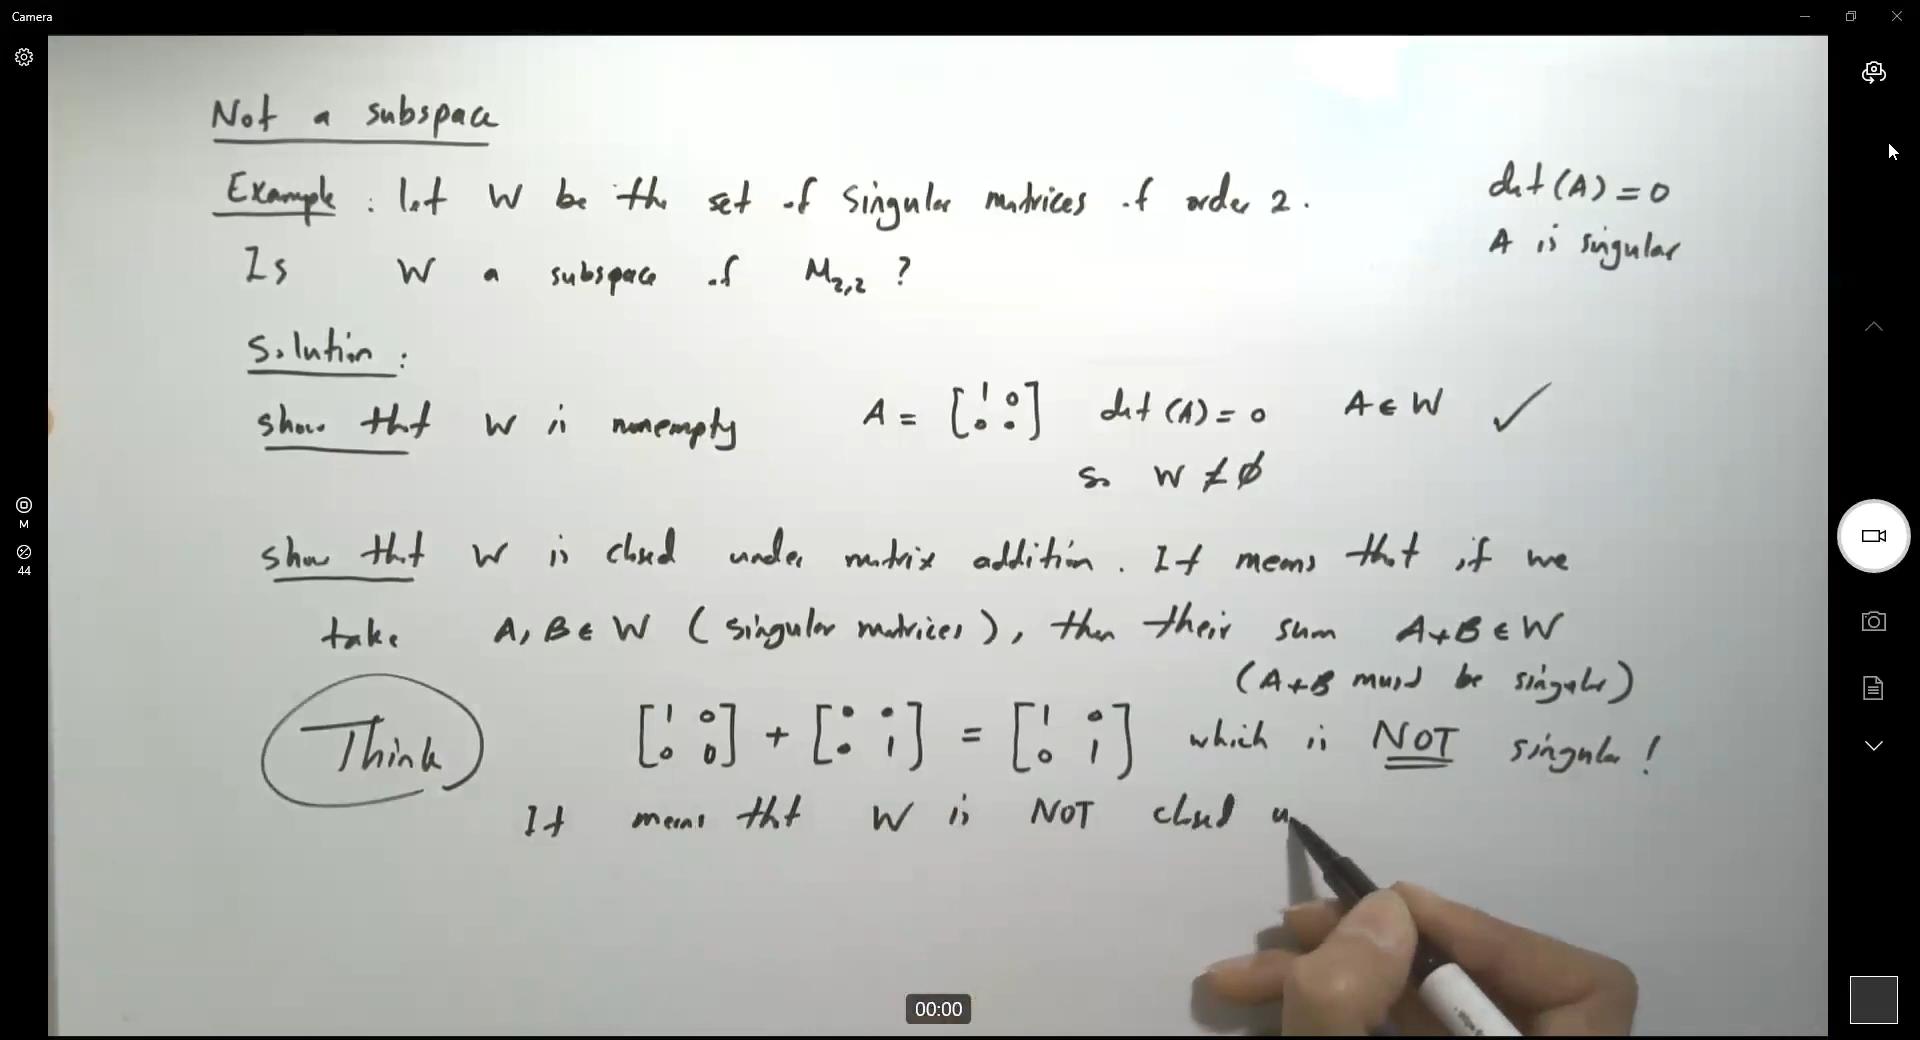 Camera
Not a subspace
Example : let W be the set of singular matrices of order 2.
det(A) = 0
A is singular
Is W a subspace of M2,2 ?
Solution :
show that W is nonempty A = [1 0 0 0] det(A) = 0 A ∈ W ✓
So W ≠ ∅
show that W is closed under matrix addition. It means that if we
take A, B ∈ W (singular matrices), then their sum A+B ∈ W
(A+B must be singular)
Think
[1 0 0 0] + [0 0 0 1] = [1 0 0 1] which is NOT singular!
It means that W is NOT closed u
M
44
00:00